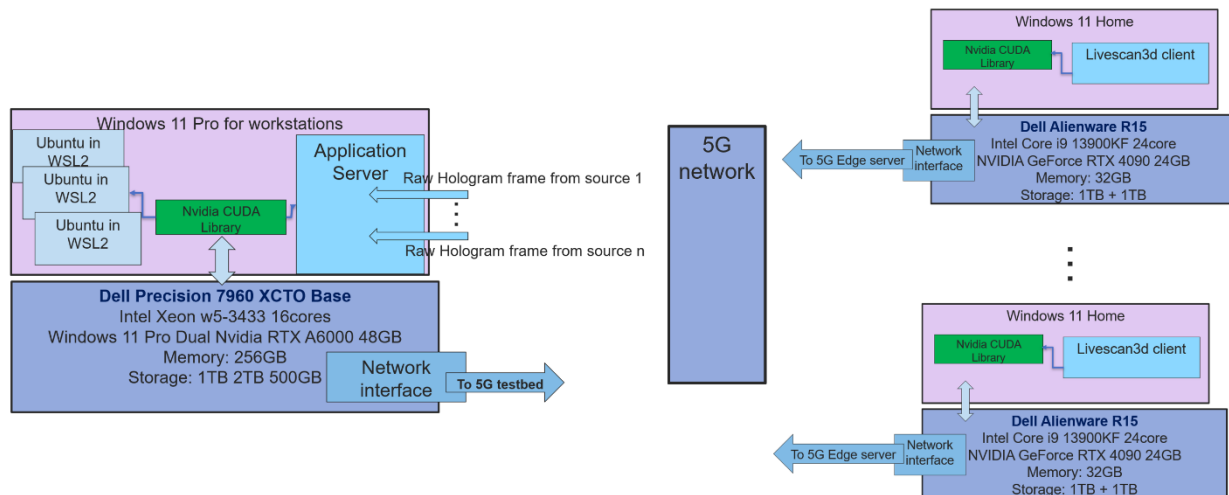 Windows 11 Pro for workstations
Ubuntu in
WSL2
Ubuntu in
WSL2
Ubuntu in
WSL2
Nvidia CUDA
Library
Application
Server
Raw Hologram frame from source 1
Raw Hologram frame from source n
Dell Precision 7960 XCTO Base
Intel Xeon w5-3433 16cores
Windows 11 Pro Dual Nvidia RTX A6000 48GB
Memory: 256GB
Storage: 1TB 2TB 500GB
Network
interface
To 5G testbed
5G
network
Windows 11 Home
Nvidia CUDA
Library
Livescan3d client
Dell Alienware R15
Intel Core i9 13900KF 24core
NVIDIA GeForce RTX 4090 24GB
Memory: 32GB
Storage: 1TB + 1TB
Network
interface
To 5G Edge server
Windows 11 Home
Nvidia CUDA
Library
Livescan3d client
Dell Alienware R15
Intel Core i9 13900KF 24core
NVIDIA GeForce RTX 4090 24GB
Memory: 32GB
Storage: 1TB + 1TB
Network
interface
To 5G Edge server